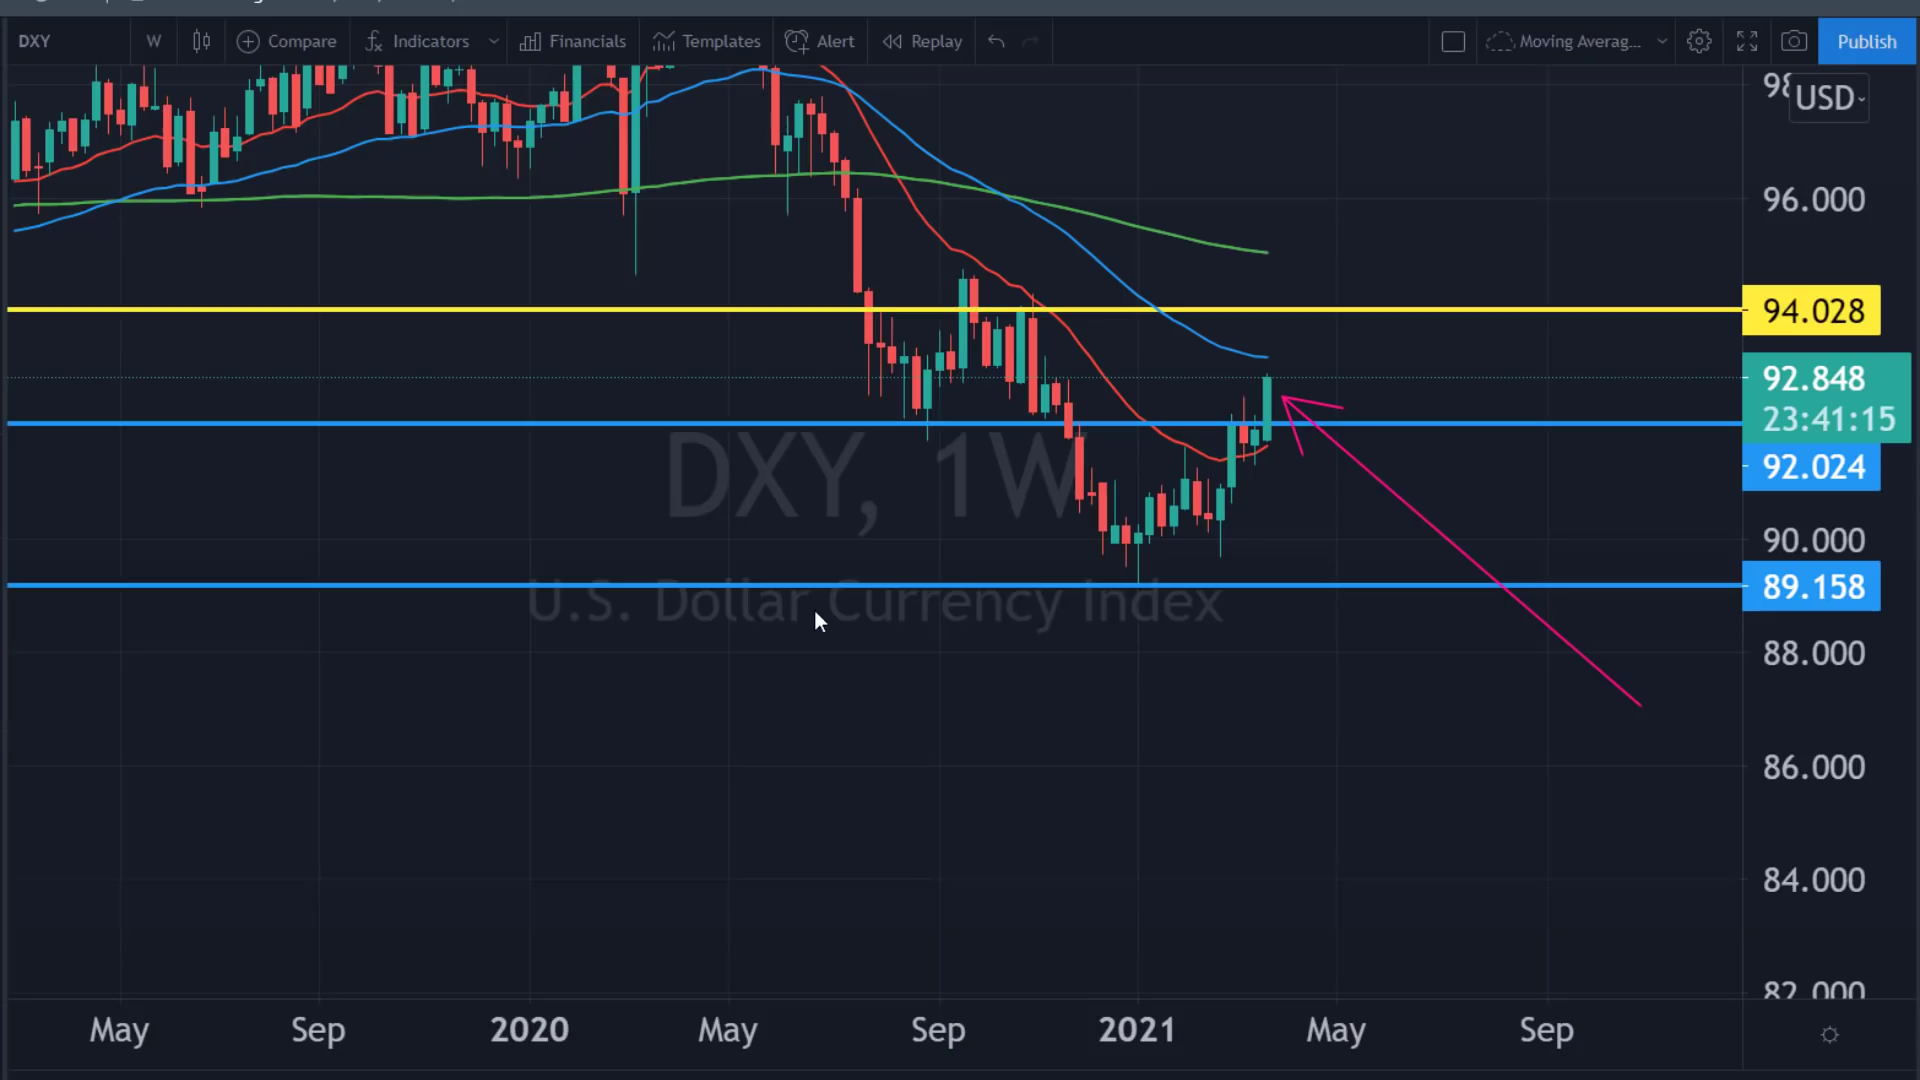 DXY W Compare Indicators Financials Templates Alert Replay Moving Averag... Publish
USD
96.000
94.028
92.848
23:41:15
92.024
90.000
89.158
88.000
86.000
84.000
82.000
DXY, 1W
U.S. Dollar Currency Index
May Sep 2020 May Sep 2021 May Sep